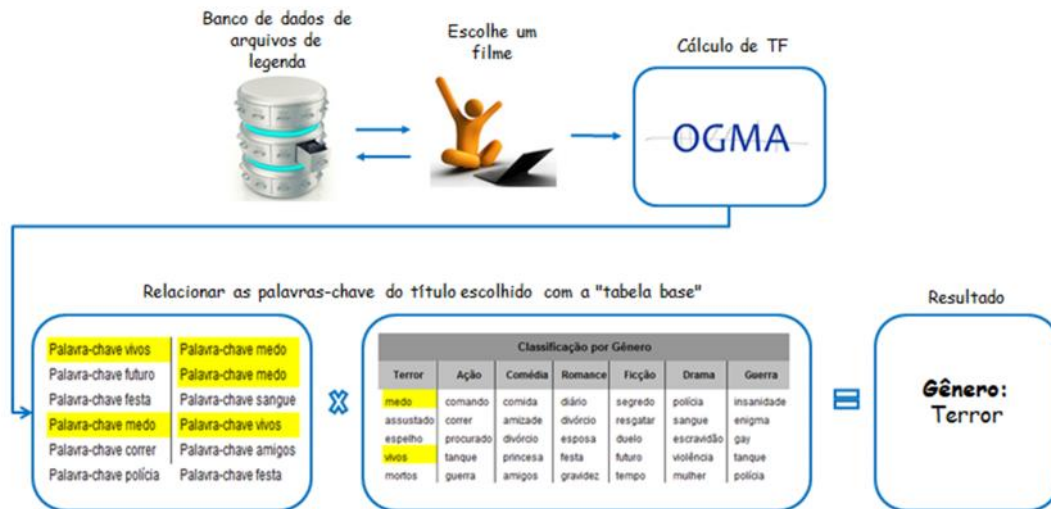 Banco de dados de
arquivos de
legenda
Escolhe um
filme
Cálculo de TF
OGMA
Relacionar as palavras-chave do título escolhido com a "tabela base"
Resultado
Palavra-chave vivos Palavra-chave medo
Palavra-chave futuro Palavra-chave medo
Palavra-chave festa Palavra-chave sangue
Palavra-chave medo Palavra-chave vivos
Palavra-chave correr Palavra-chave amigos
Palavra-chave polícia Palavra-chave festa
Classificação por Gênero
Terror Ação Comédia Romance Ficção Drama Guerra
medo comando comida diário segredo polícia insanidade
assustado correr amizade divórcio resgatar sangue enigma
espelho procurado divórcio esposa duelo escravidão gay
vivos tanque princesa festa futuro violência tanque
mortos guerra amigos gravidez tempo mulher polícia
Gênero:
Terror